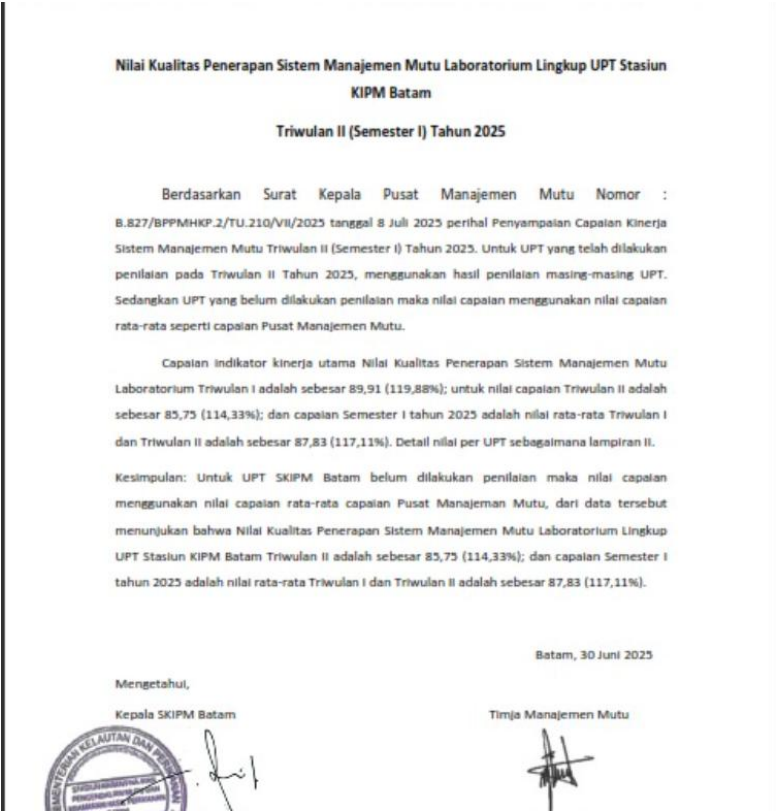 Nilai Kualitas Penerapan Sistem Manajemen Mutu Laboratorium Lingkup UPT Stasiun
KIPM Batam
Triwulan II (Semester I) Tahun 2025
Berdasarkan Surat Kepala Pusat Manajemen Mutu Nomor :
B.827/BPPMHKP.2/TU.210/VII/2025 tanggal 8 Juli 2025 perihal Penyampaian Capaian Kinerja
Sistem Manajemen Mutu Triwulan II (Semester I) Tahun 2025. Untuk UPT yang telah dilakukan
penilaian pada Triwulan II Tahun 2025, menggunakan hasil penilaian masing-masing UPT.
Sedangkan UPT yang belum dilakukan penilaian maka nilai capaian menggunakan nilai capaian
rata-rata seperti capaian Pusat Manajemen Mutu.
Capaian indikator kinerja utama Nilai Kualitas Penerapan Sistem Manajemen Mutu
Laboratorium Triwulan I adalah sebesar 89,91 (119,88%); untuk nilai capaian Triwulan II adalah
sebesar 85,75 (114,33%); dan capaian Semester I tahun 2025 adalah nilai rata-rata Triwulan I
dan Triwulan II adalah sebesar 87,83 (117,11%). Detail nilai per UPT sebagaimana lampiran II.
Kesimpulan: Untuk UPT SKIPM Batam belum dilakukan penilaian maka nilai capaian
menggunakan nilai capaian rata-rata capaian Pusat Manajeman Mutu, dari data tersebut
menunjukan bahwa Nilai Kualitas Penerapan Sistem Manajemen Mutu Laboratorium Lingkup
UPT Stasiun KIPM Batam Triwulan II adalah sebesar 85,75 (114,33%); dan capaian Semester I
tahun 2025 adalah nilai rata-rata Triwulan I dan Triwulan II adalah sebesar 87,83 (117,11%).
Batam, 30 Juni 2025
Mengetahui,
Kepala SKIPM Batam
Timja Manajemen Mutu
KELAUTAN DAN